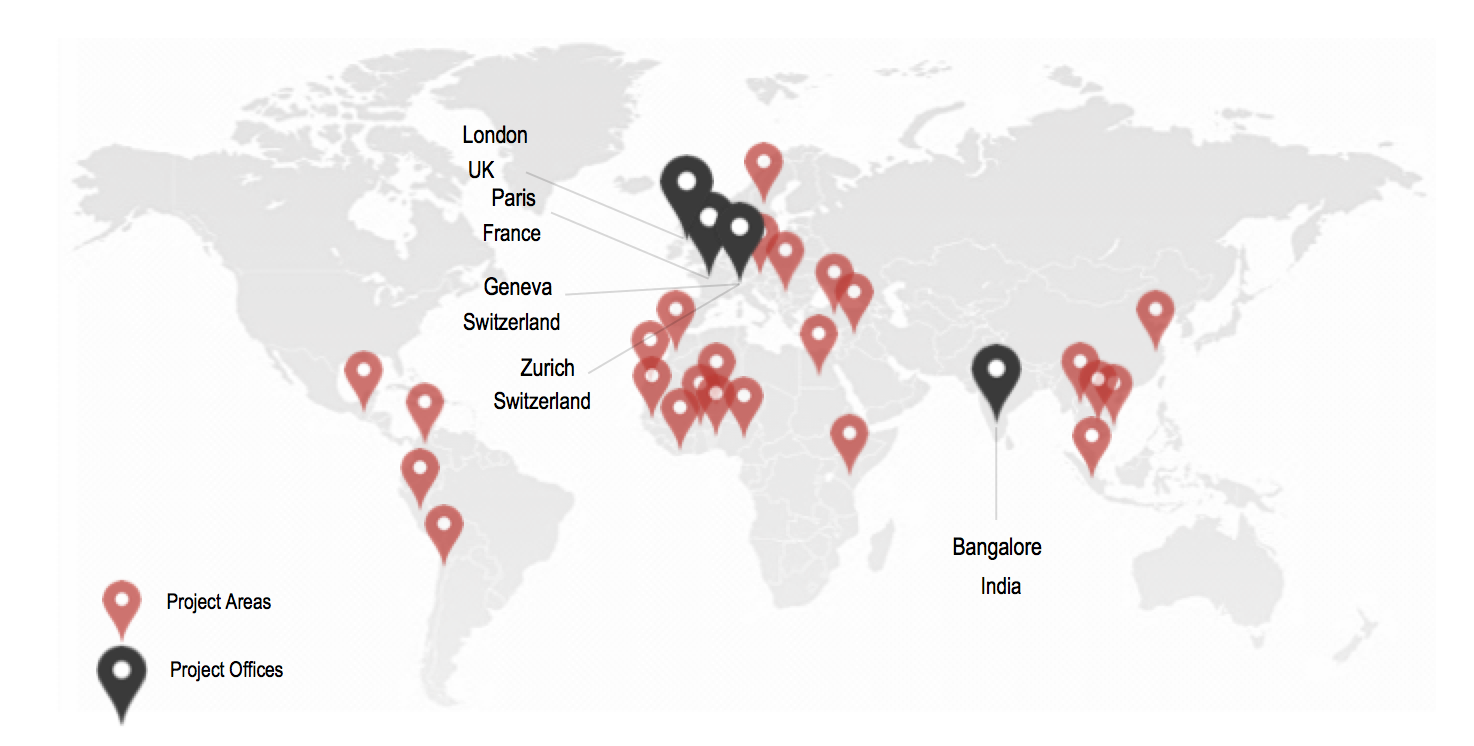 London
UK
Paris
France
Geneva
Switzerland
Zurich
Switzerland
Bangalore
India
Project Areas
Project Offices